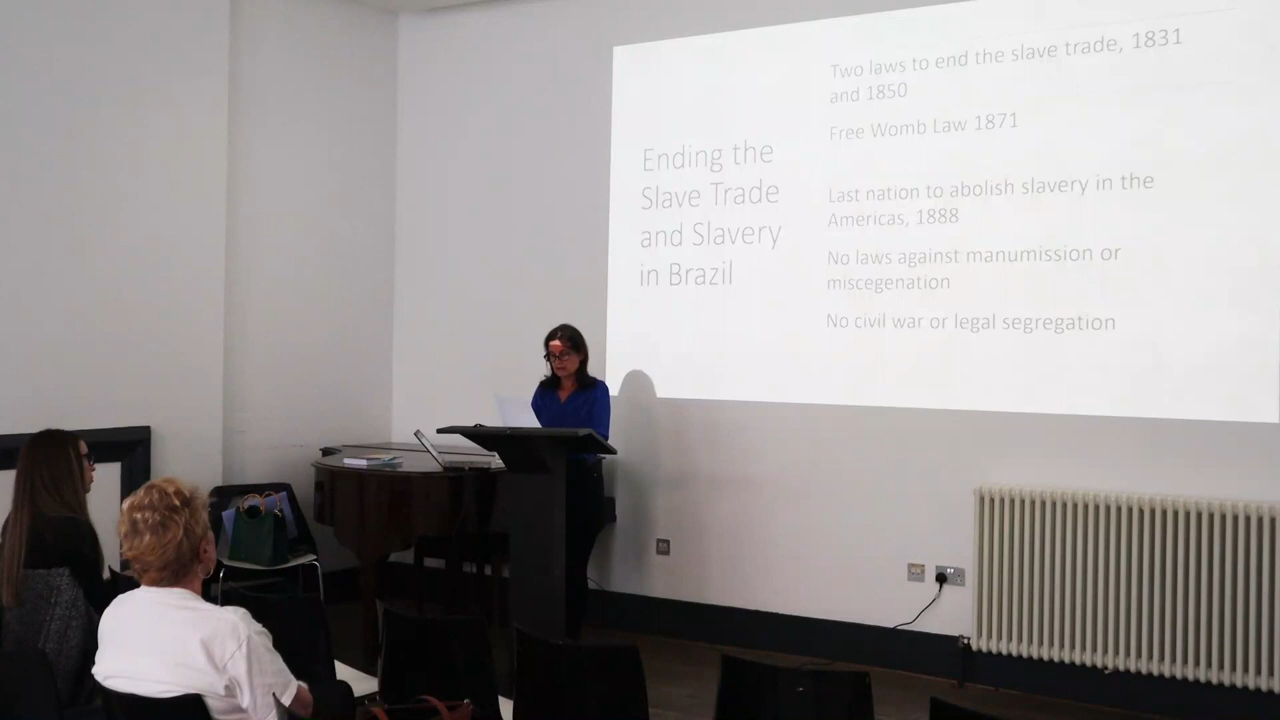 Ending the
Slave Trade
and Slavery
in Brazil
Two laws to end the slave trade, 1831
and 1850
Free Womb Law 1871
Last nation to abolish slavery in the
Americas, 1888
No laws against manumission or
miscegenation
No civil war or legal segregation